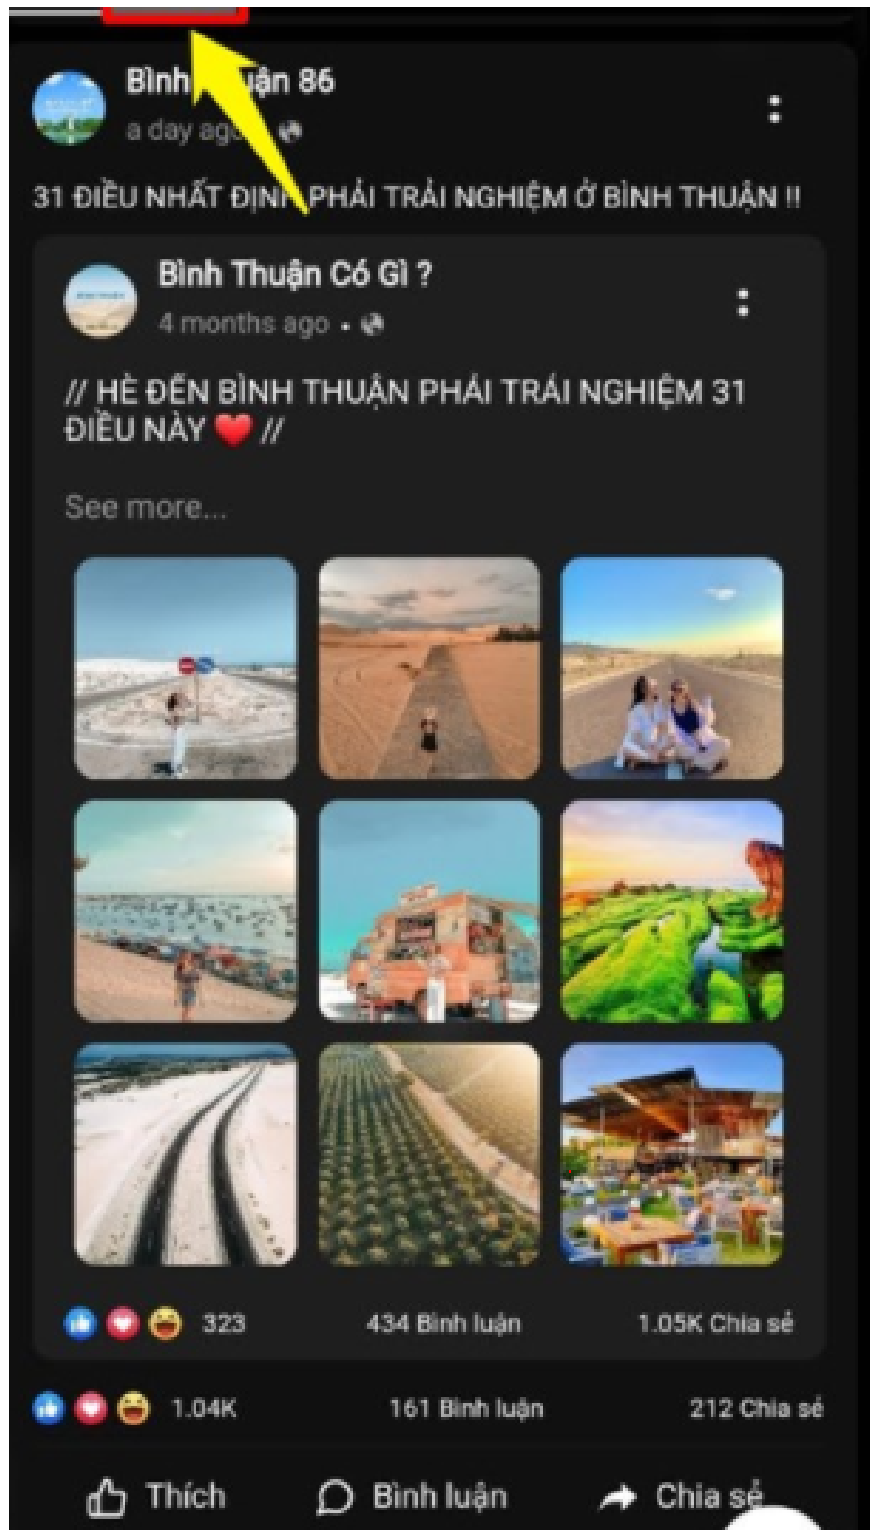 Bình Thuận 86
a day ago
31 ĐIỀU NHẤT ĐỊNH PHẢI TRẢI NGHIỆM Ở BÌNH THUẬN !!
Bình Thuận Có Gì ?
4 months ago •
// HÈ ĐẾN BÌNH THUẬN PHẢI TRẢI NGHIỆM 31
ĐIỀU NÀY ❤️ //
See more...
323 434 Bình luận 1.05K Chia sẻ
1.04K 161 Bình luận 212 Chia sẻ
Thích Bình luận Chia sẻ